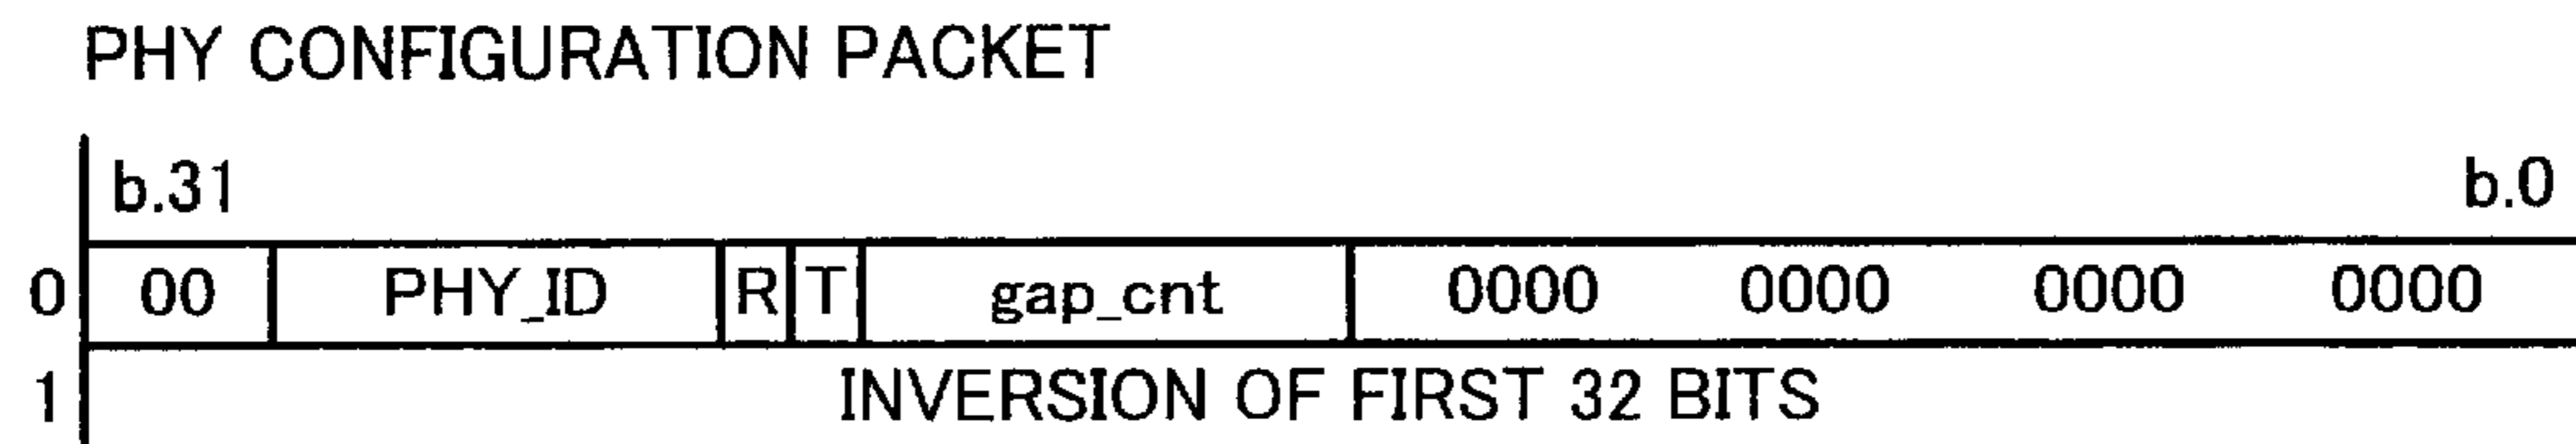 PHY CONFIGURATION PACKET
b.31 b.0
0 00 PHY_ID R T gap_cnt 0000 0000 0000 0000
1 INVERSION OF FIRST 32 BITS